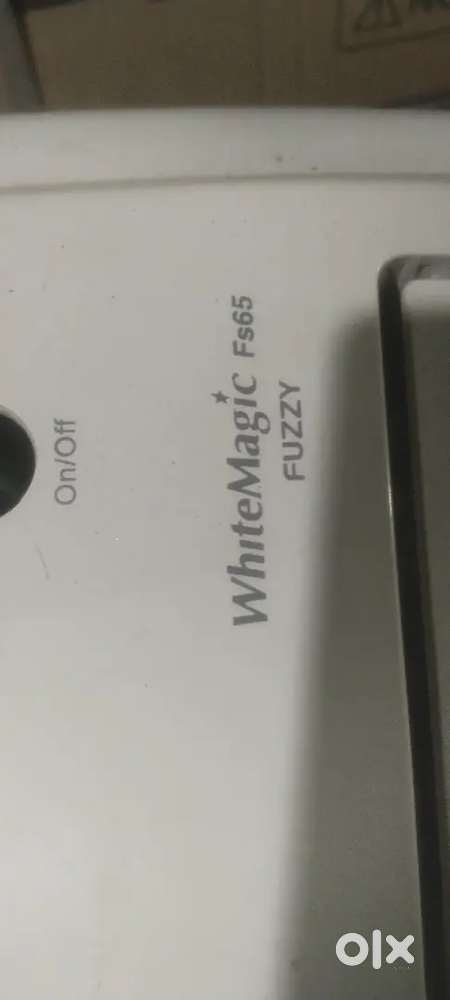 On/Off
WhiteMagic Fs65
FUZZY
olx